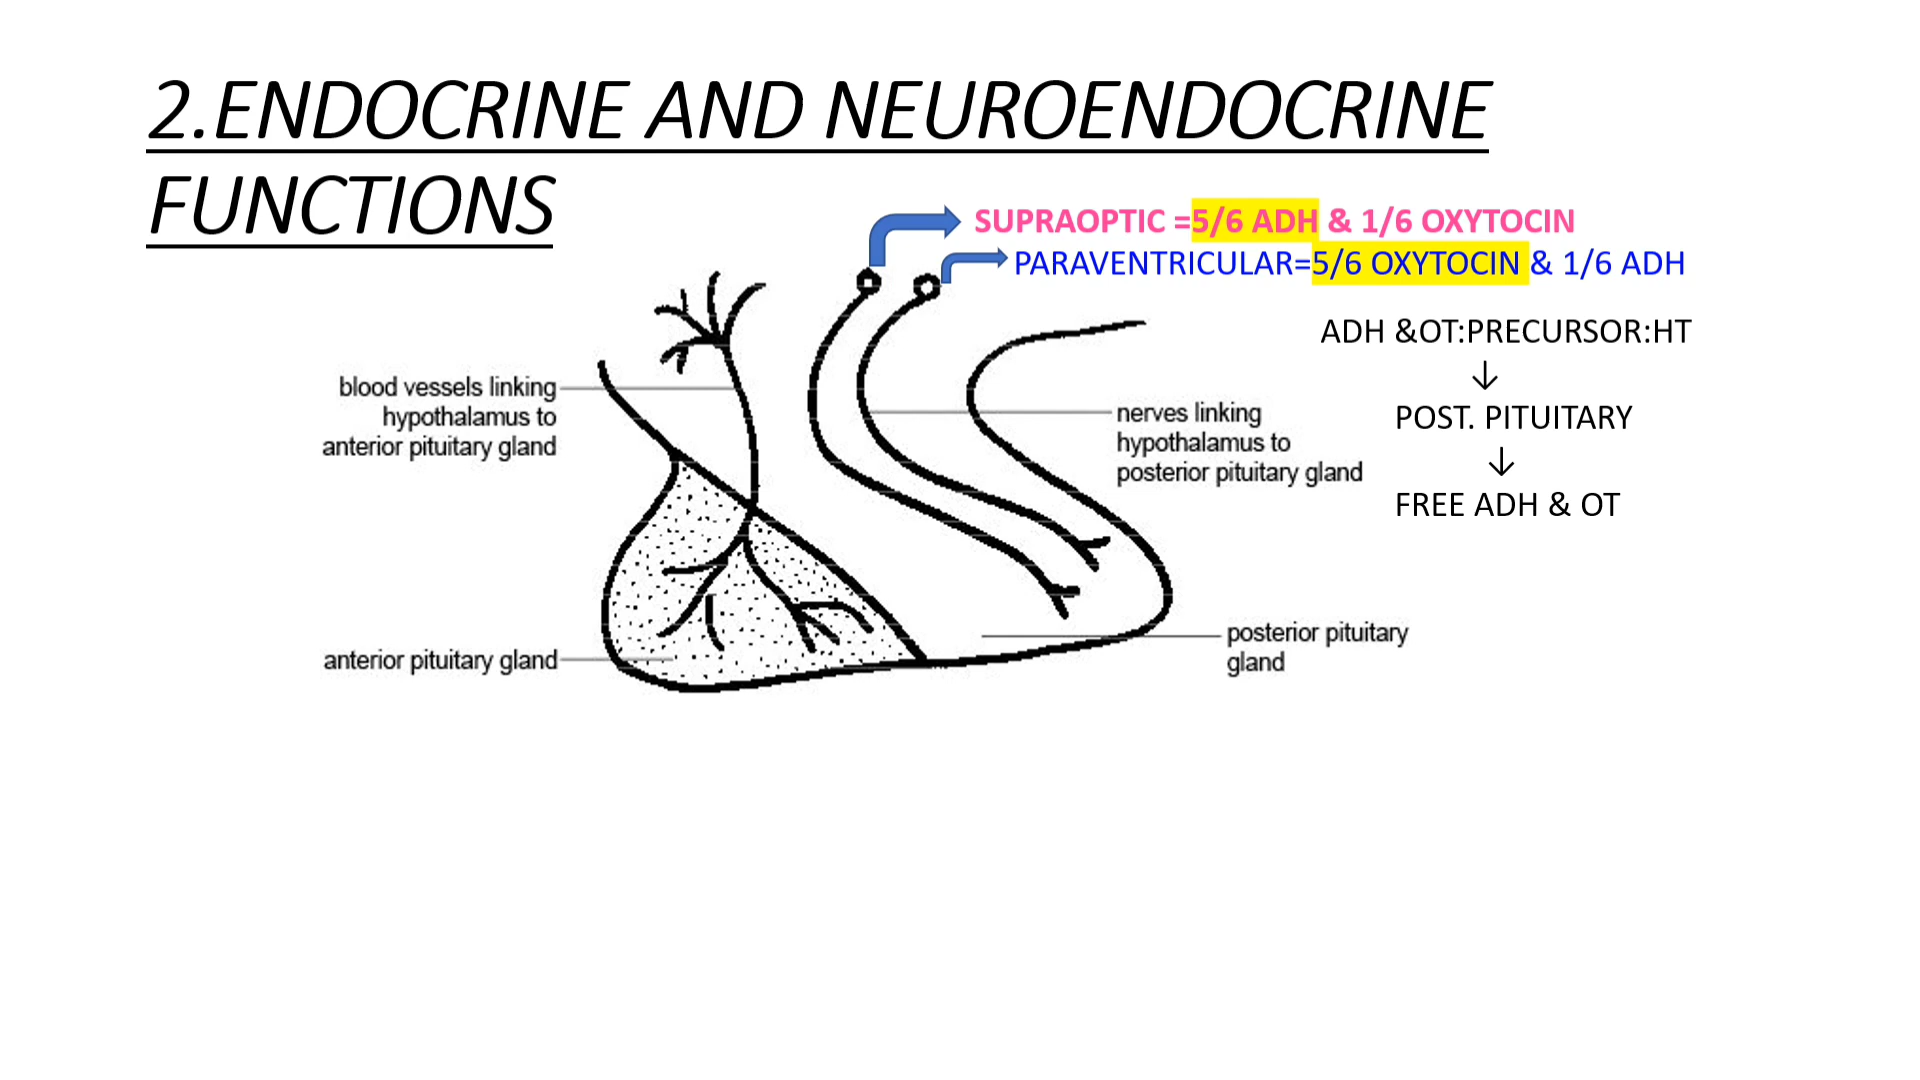 2.ENDOCRINE AND NEUROENDOCRINE
FUNCTIONS
SUPRAOPTIC =5/6 ADH & 1/6 OXYTOCIN
PARAVENTRICULAR=5/6 OXYTOCIN & 1/6 ADH
ADH &OT:PRECURSOR:HT
↓
POST. PITUITARY
↓
FREE ADH & OT
blood vessels linking
hypothalamus to
anterior pituitary gland
nerves linking
hypothalamus to
posterior pituitary gland
anterior pituitary gland
posterior pituitary
gland